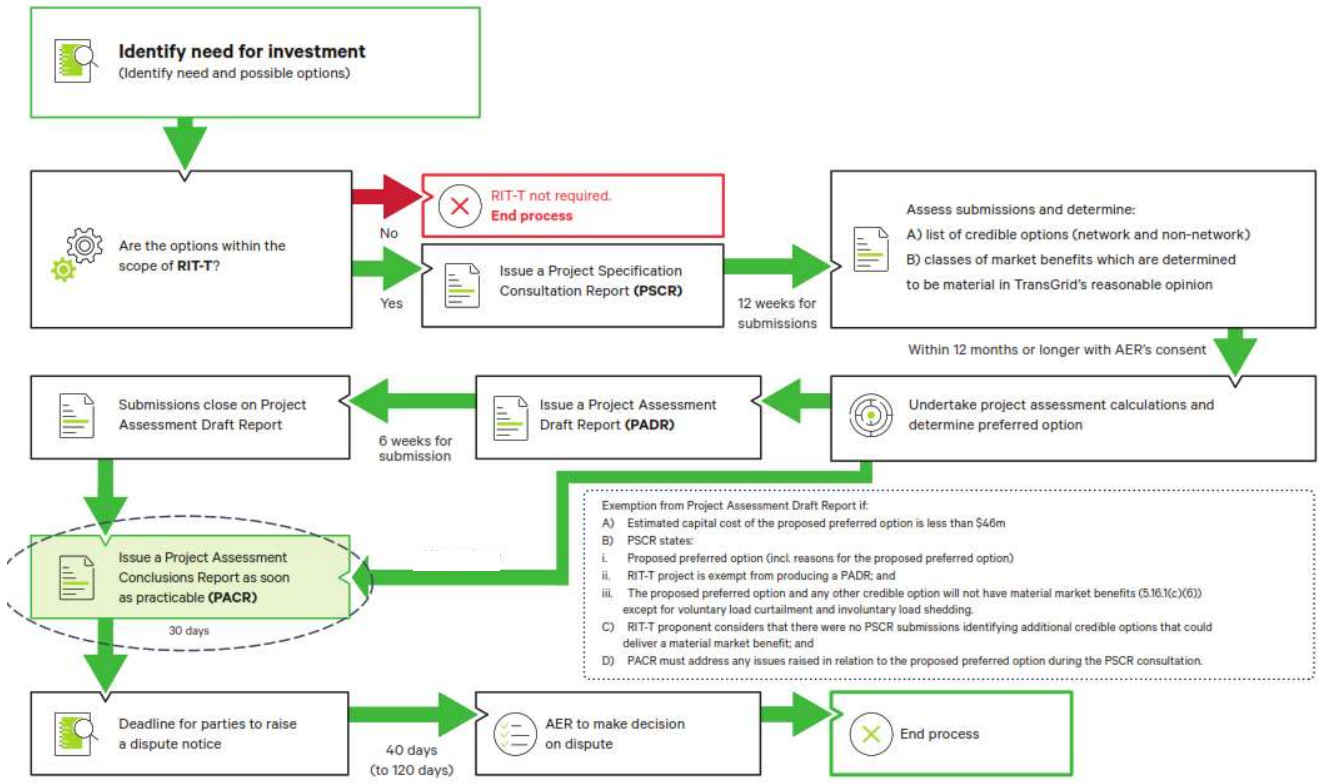 Identify need for investment
(Identify need and possible options)
Are the options within the
scope of RIT-T?
No
Yes
RIT-T not required.
End process
Issue a Project Specification
Consultation Report (PSCR)
12 weeks for
submissions
Assess submissions and determine:
A) list of credible options (network and non-network)
B) classes of market benefits which are determined
to be material in TransGrid's reasonable opinion
Within 12 months or longer with AER's consent
Undertake project assessment calculations and
determine preferred option
Issue a Project Assessment
Draft Report (PADR)
6 weeks for
submission
Submissions close on Project
Assessment Draft Report
Exemption from Project Assessment Draft Report if:
A) Estimated capital cost of the proposed preferred option is less than $46m
B) PSCR states:
i. Proposed preferred option (incl. reasons for the proposed preferred option)
ii. RIT-T project is exempt from producing a PADR; and
iii. The proposed preferred option and any other credible option will not have material market benefits (5.16.1(c)(6))
except for voluntary load curtailment and involuntary load shedding.
C) RIT-T proponent considers that there were no PSCR submissions identifying additional credible options that could
deliver a material market benefit; and
D) PACR must address any issues raised in relation to the proposed preferred option during the PSCR consultation.
Issue a Project Assessment
Conclusions Report as soon
as practicable (PACR)
30 days
Deadline for parties to raise
a dispute notice
40 days
(to 120 days)
AER to make decision
on dispute
End process